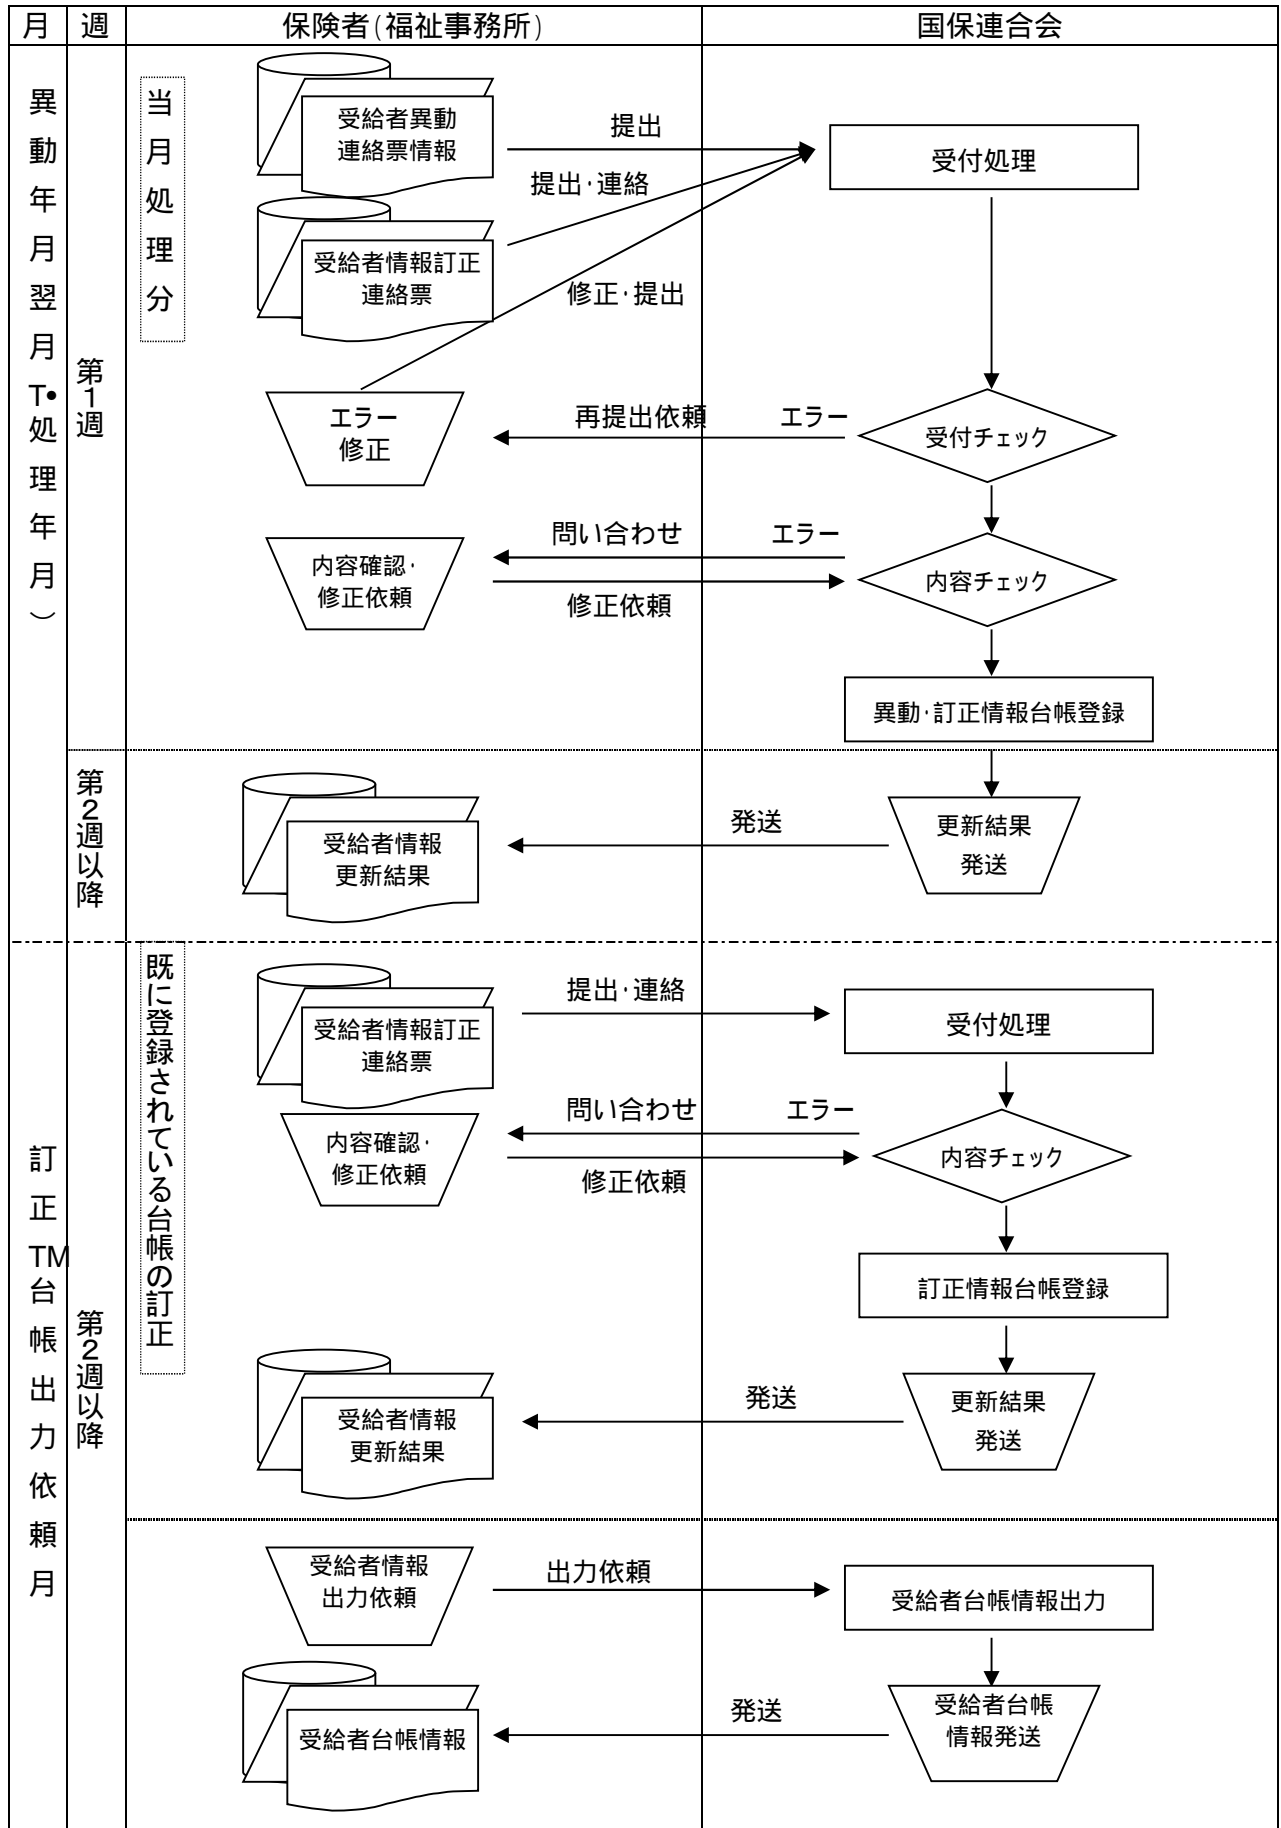 月
週
保険者(福祉事務所)
国保連合会
異動年月翌月T•処理年月）
第1週
当月処理分
受給者異動
連絡票情報
提出
受付処理
提出・連絡
受給者情報訂正
連絡票
修正・提出
エラー
修正
再提出依頼
エラー
受付チェック
内容確認・
修正依頼
問い合わせ
エラー
修正依頼
内容チェック
異動・訂正情報台帳登録
第2週以降
受給者情報
更新結果
発送
更新結果
発送
訂正TM台帳出力依頼月
第2週以降
既に登録されている台帳の訂正
受給者情報訂正
連絡票
提出・連絡
受付処理
内容確認・
修正依頼
問い合わせ
エラー
修正依頼
内容チェック
訂正情報台帳登録
受給者情報
更新結果
発送
更新結果
発送
受給者情報
出力依頼
出力依頼
受給者台帳情報出力
受給者台帳情報
発送
受給者台帳
情報発送